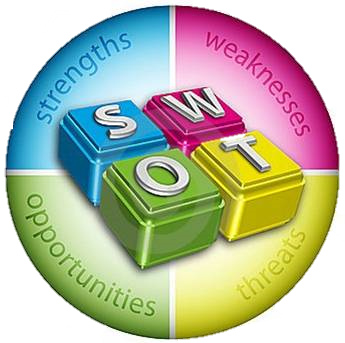 strengths
weaknesses
S W
O T
opportunities
threats